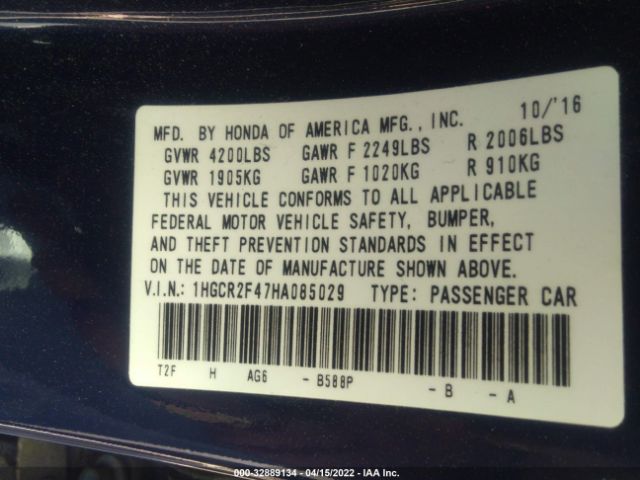 10/'16
MFD. BY HONDA OF AMERICA MFG., INC.
GVWR 4200LBS GAWR F 2249LBS R 2006LBS
GVWR 1905KG GAWR F 1020KG R 910KG
THIS VEHICLE CONFORMS TO ALL APPLICABLE
FEDERAL MOTOR VEHICLE SAFETY, BUMPER,
AND THEFT PREVENTION STANDARDS IN EFFECT
ON THE DATE OF MANUFACTURE SHOWN ABOVE.
V.I.N.: 1HGCR2F47HA085029 TYPE: PASSENGER CAR
T2F H AG6 - B588P - B - A
000-32889134 - 04/15/2022 - IAA Inc.